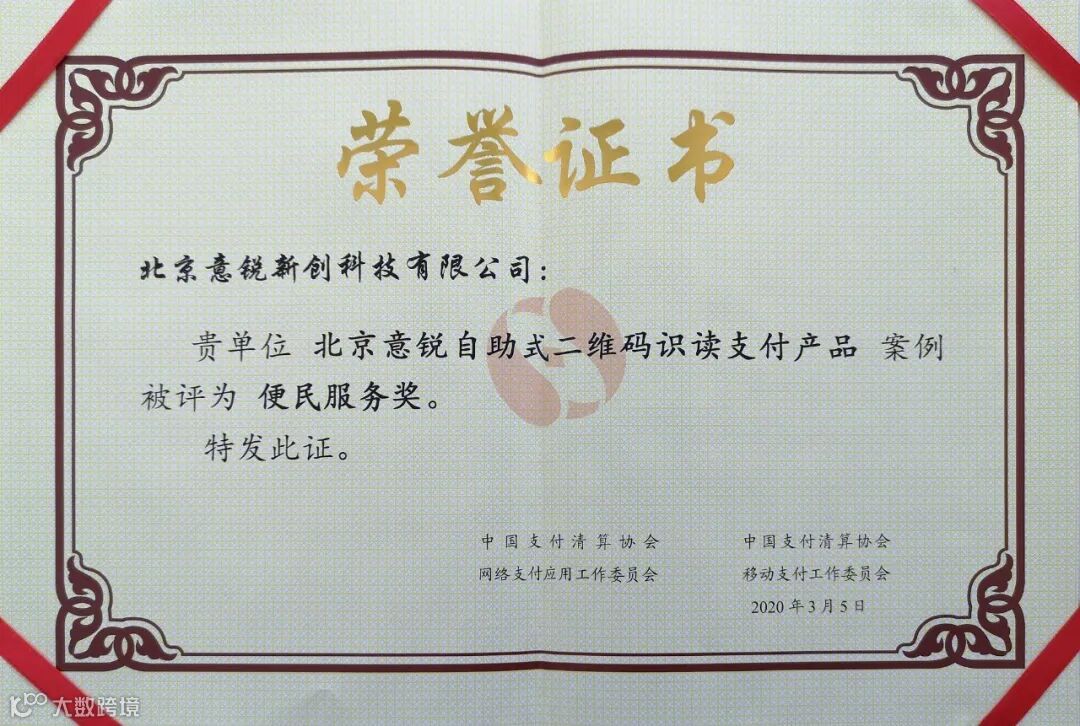 荣誉证书
北京意锐新创科技有限公司：
贵单位 北京意锐自助式二维码识读支付产品 案例
被评为 便民服务奖。
特发此证。
中国支付清算协会 中国支付清算协会
网络支付应用工作委员会 移动支付工作委员会
2020年3月5日
大数跨境